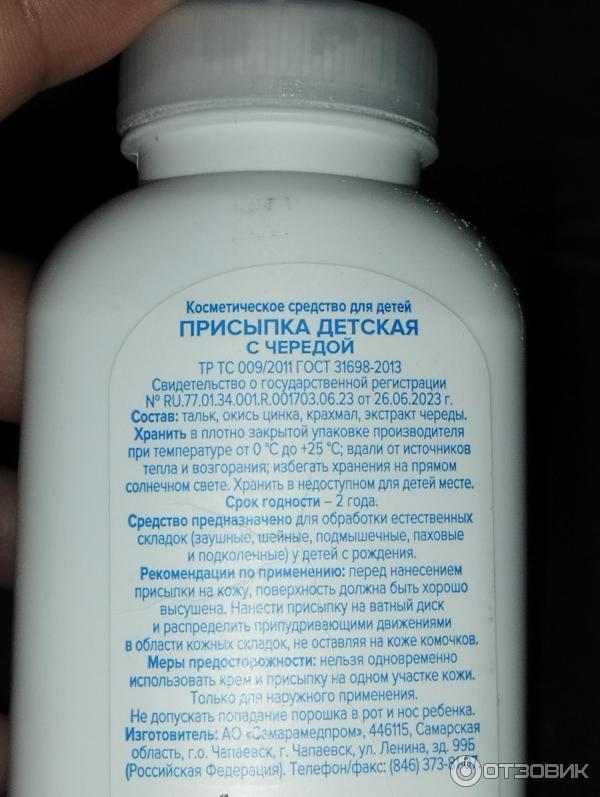 Косметическое средство для детей
ПРИСЫПКА ДЕТСКАЯ
С ЧЕРЕДОЙ
ТР ТС 009/2011 ГОСТ 31698-2013
Свидетельство о государственной регистрации
№ RU.77.01.34.001.R.001703.06.23 от 26.06.2023 г.
Состав: тальк, окись цинка, крахмал, экстракт череды.
Хранить в плотно закрытой упаковке производителя
при температуре от 0 °С до +25 °С; вдали от источников
тепла и возгорания; избегать хранения на прямом
солнечном свете. Хранить в недоступном для детей месте.
Срок годности – 2 года.
Средство предназначено для обработки естественных
складок (заушные, шейные, подмышечные, паховые
и подколенные) у детей с рождения.
Рекомендации по применению: перед нанесением
присыпки на кожу, поверхность должна быть хорошо
высушена. Нанести присыпку на ватный диск
и распределить припудривающими движениями
в области кожных складок, не оставляя на коже комочков.
Меры предосторожности: нельзя одновременно
использовать крем и присыпку на одном участке кожи.
Только для наружного применения.
Не допускать попадание порошка в рот и нос ребенка.
Изготовитель: АО «Самарамедпром», 446115, Самарская
область, г.о. Чапаевск, г. Чапаевск, ул. Ленина, зд. 99Б
(Российская Федерация). Телефон/факс: (846)
ОТЗОВИК